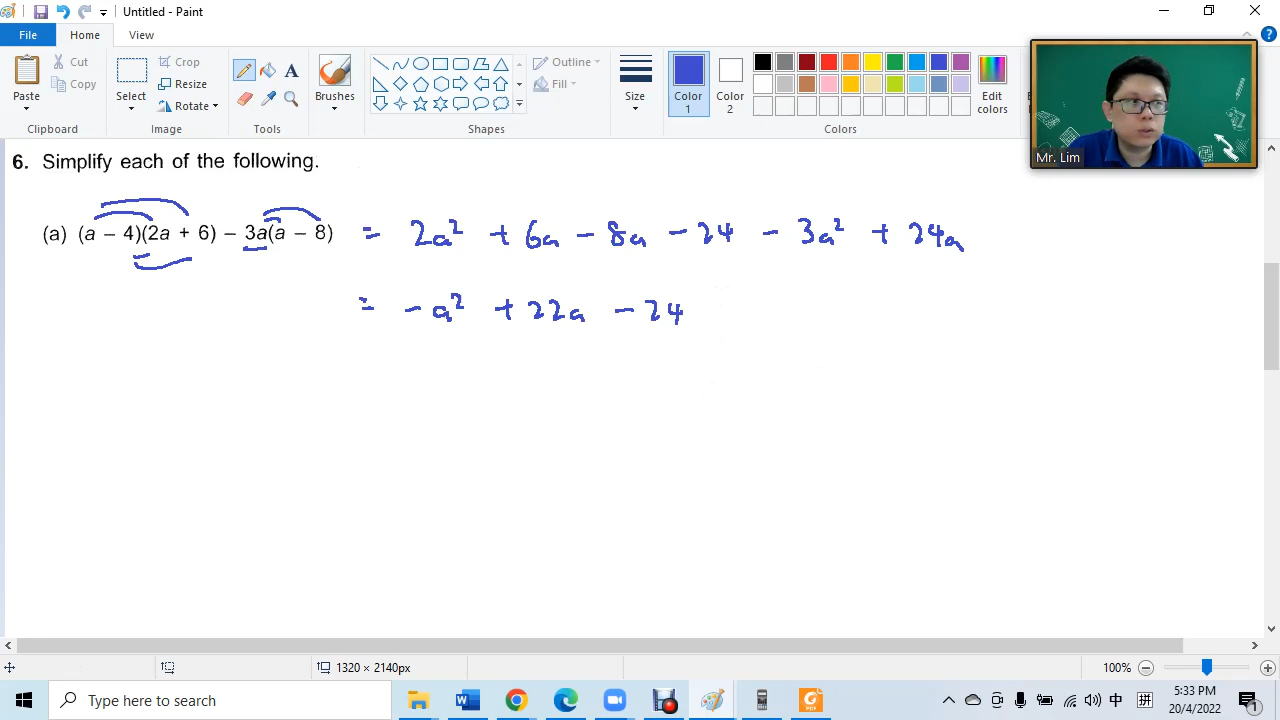 Untitled - Paint
File Home View
Paste
Cut
Copy
Clipboard
Select
Crop
Resize
Rotate
Image
A
Tools
Brushes
Shapes
Outline
Fill
Size
Color 1
Color 2
Edit colors
Colors
Mr. Lim
6. Simplify each of the following.
(a) (a – 4)(2a + 6) – 3a(a – 8) = 2a² + 6a - 8a - 24 - 3a² + 24a
= -a² + 22a - 24
1320 × 2140px
100%
Type here to search
中
拼
5:33 PM
20/4/2022
1